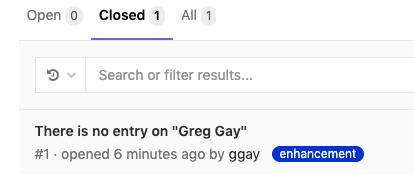 Open 0 Closed 1 All 1
Search or filter results...
There is no entry on "Greg Gay"
#1 · opened 6 minutes ago by ggay enhancement